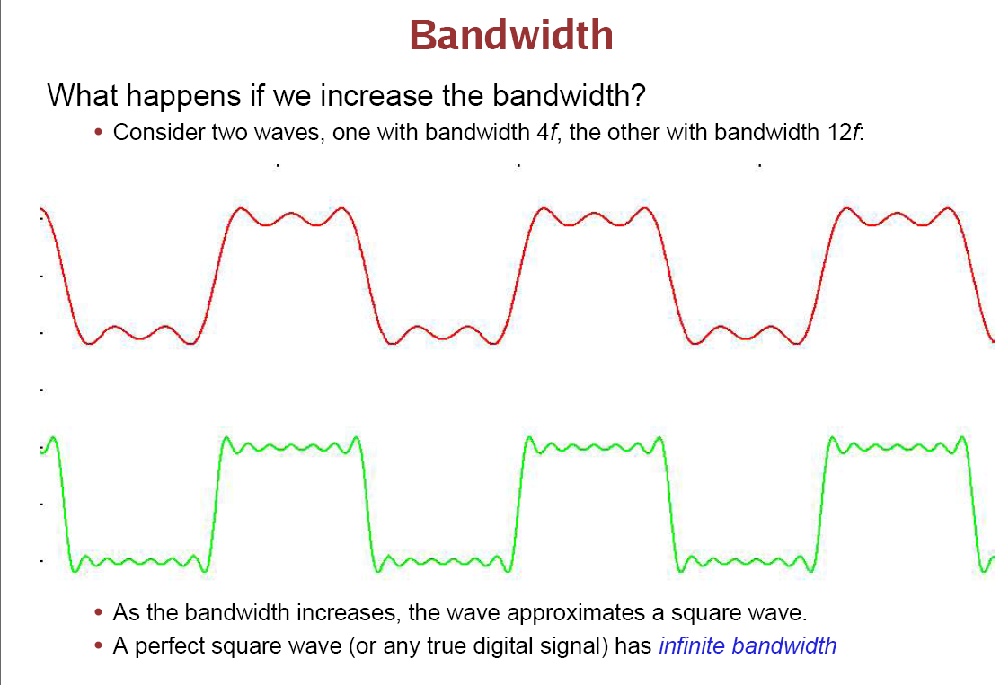 Bandwidth
What happens if we increase the bandwidth?
• Consider two waves, one with bandwidth 4f, the other with bandwidth 12f:
• As the bandwidth increases, the wave approximates a square wave.
• A perfect square wave (or any true digital signal) has infinite bandwidth